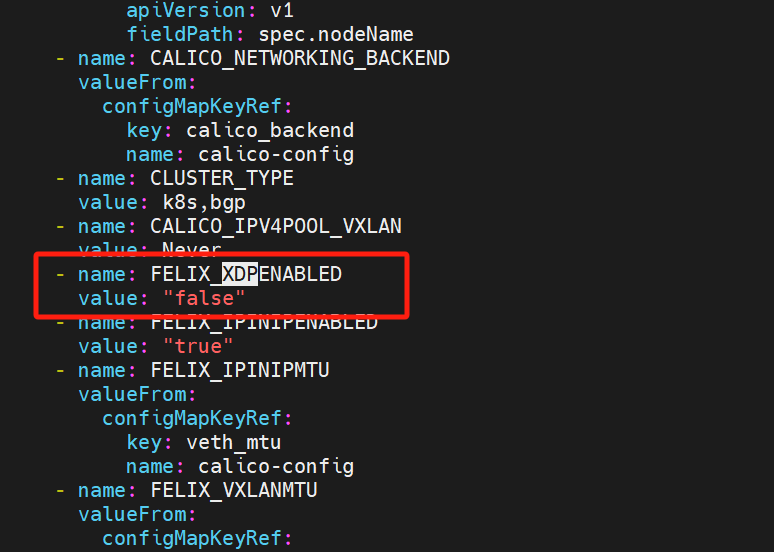 apiVersion: v1
fieldPath: spec.nodeName
- name: CALICO_NETWORKING_BACKEND
valueFrom:
configMapKeyRef:
key: calico_backend
name: calico-config
- name: CLUSTER_TYPE
value: k8s,bgp
- name: CALICO_IPV4POOL_VXLAN
value: Never
- name: FELIX_XDPENABLED
value: "false"
- name: FELIX_IPINIPENABLED
value: "true"
- name: FELIX_IPINIPMTU
valueFrom:
configMapKeyRef:
key: veth_mtu
name: calico-config
- name: FELIX_VXLANMTU
valueFrom:
configMapKeyRef: